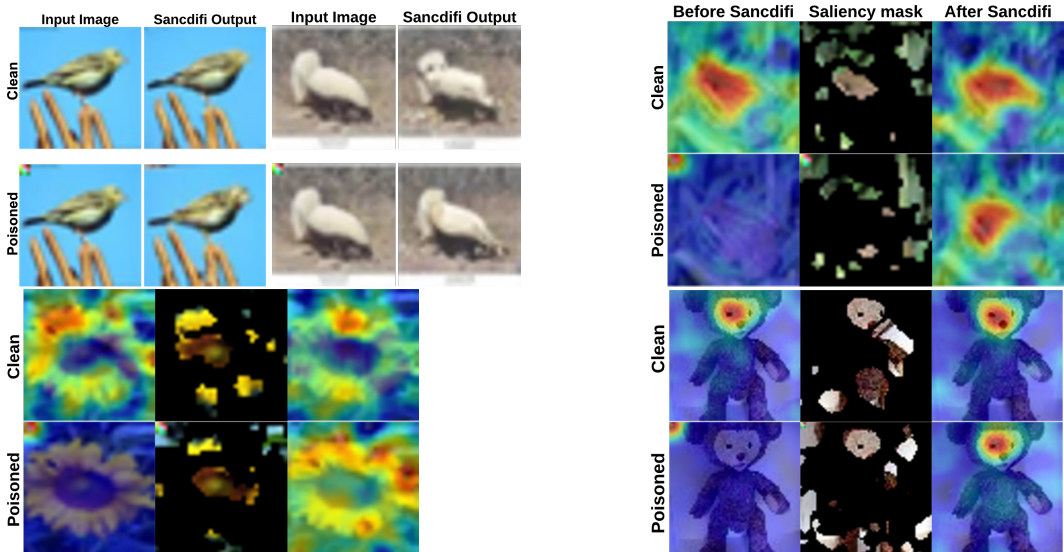 Input Image Sancdifi Output Input Image Sancdifi Output
Clean
Poisoned
Clean
Poisoned
Before Sancdifi Saliency mask After Sancdifi
Clean
Poisoned
Clean
Poisoned